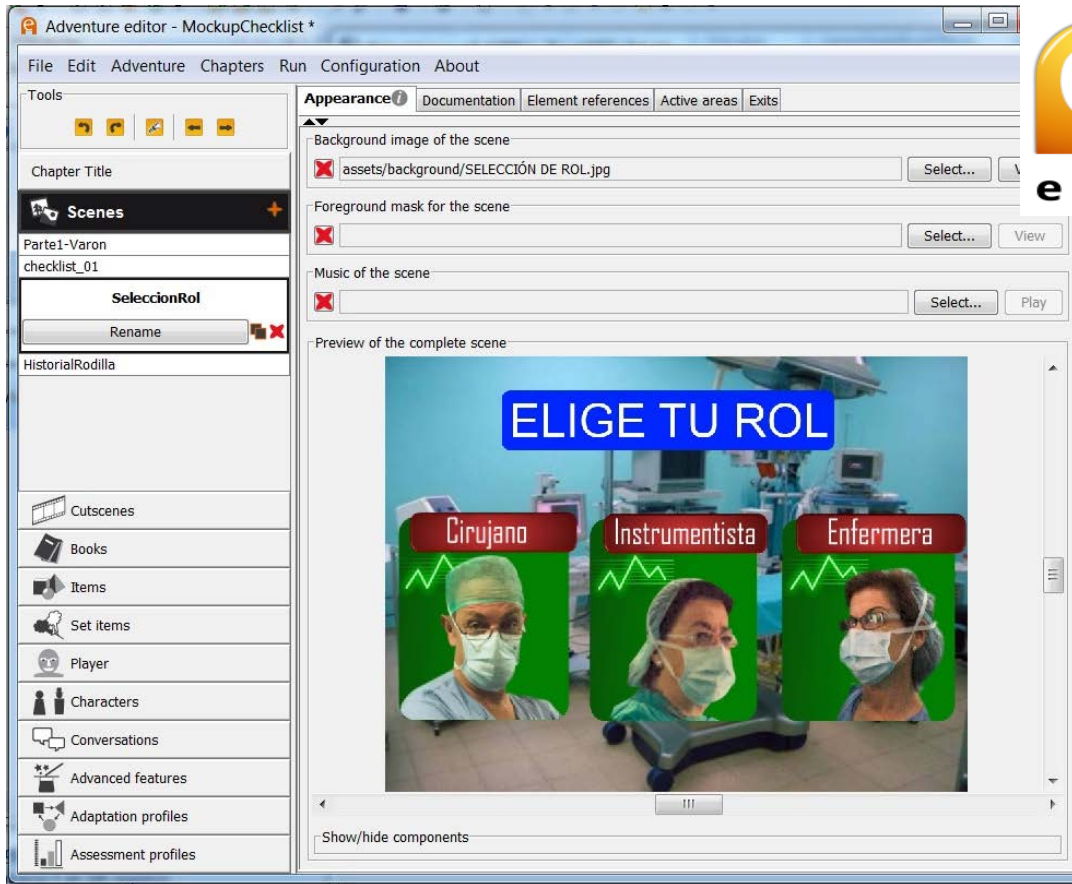 Adventure editor - MockupChecklist *
File Edit Adventure Chapters Run Configuration About
Tools
Chapter Title
Scenes
Parte1-Varon
checklist_01
SeleccionRol
Rename
HistorialRodilla
Cutscenes
Books
Items
Set items
Player
Characters
Conversations
Advanced features
Adaptation profiles
Assessment profiles
Appearance Documentation Element references Active areas Exits
Background image of the scene
assets/background/SELECCIÓN DE ROL.jpg Select...
Foreground mask for the scene
Select... View
Music of the scene
Select... Play
Preview of the complete scene
ELIGE TU ROL
Cirujano Instrumentista Enfermera
Show/hide components
e